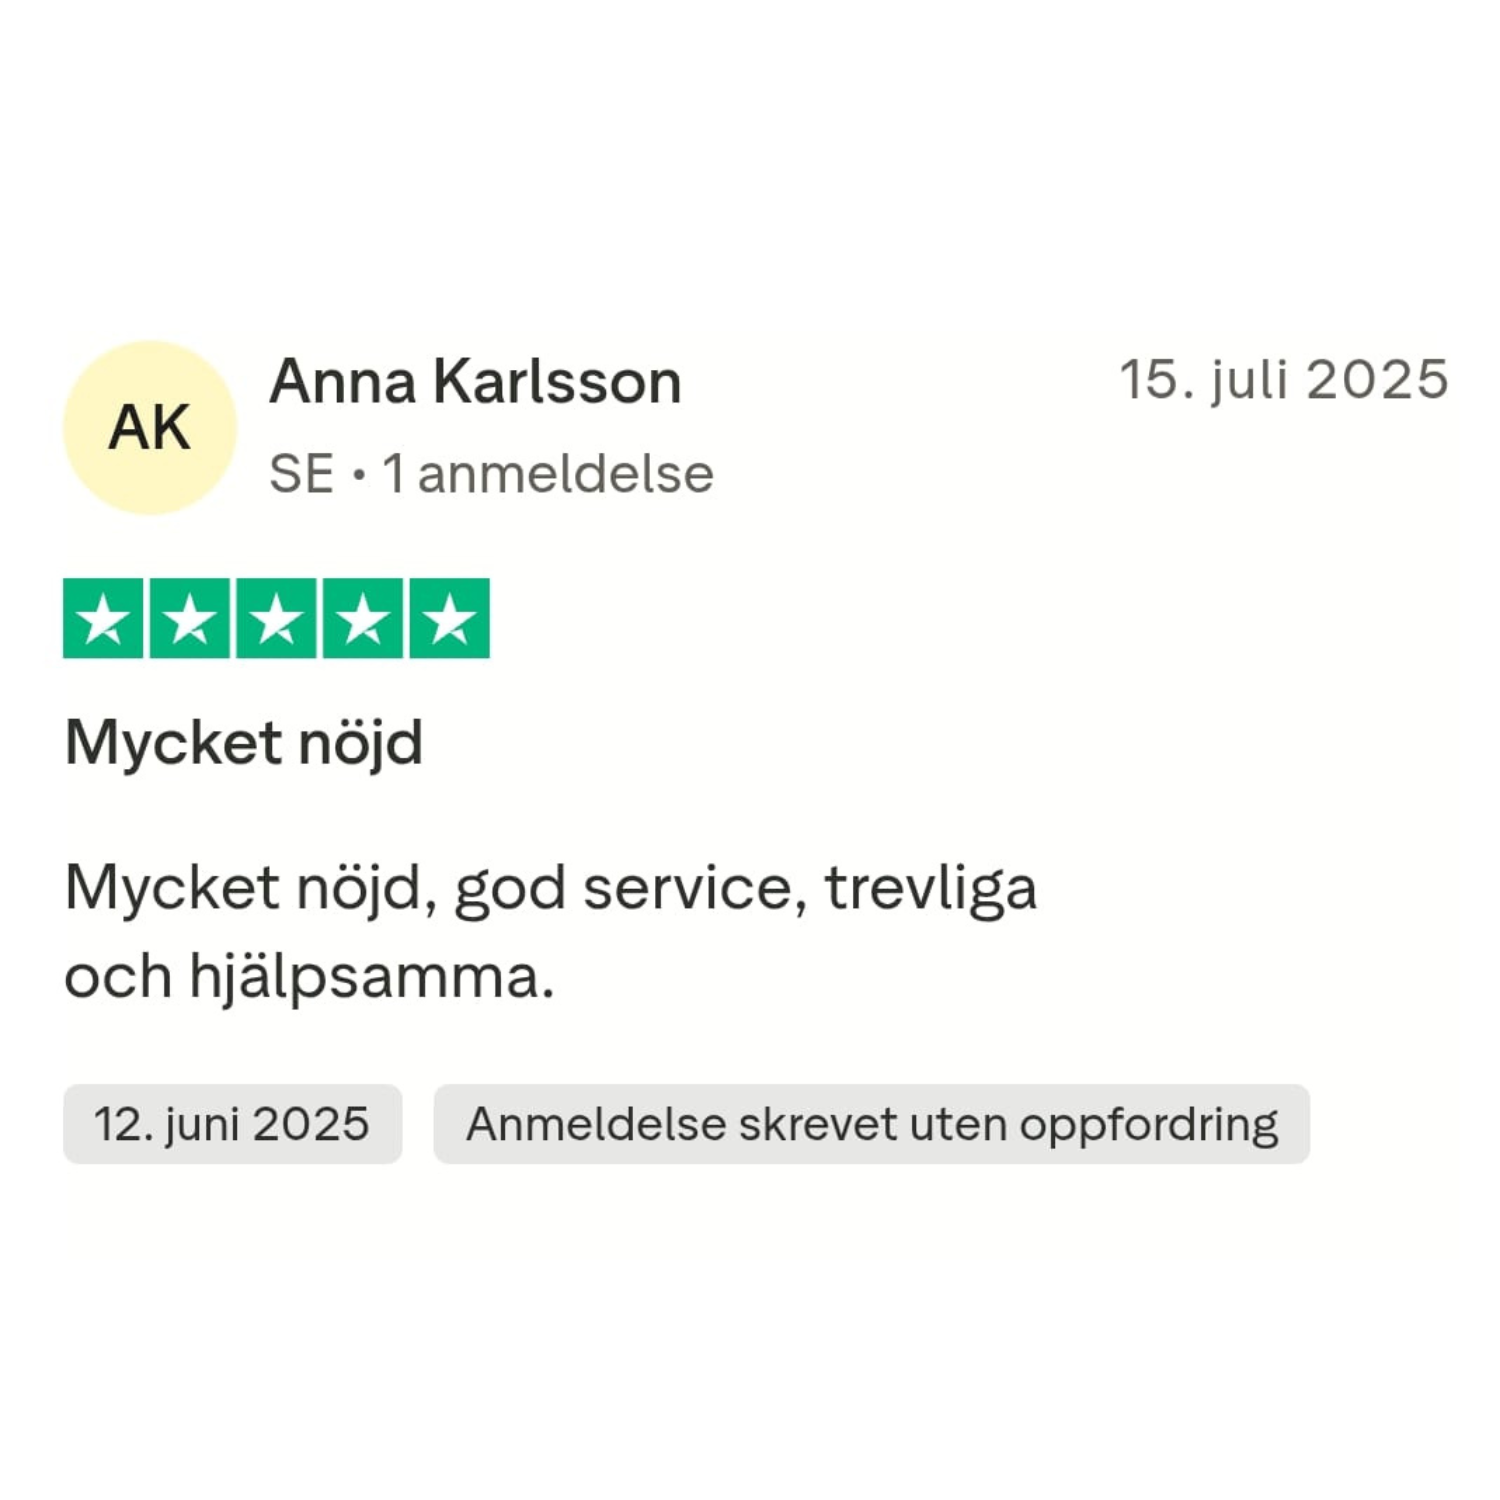 AK
Anna Karlsson
15. juli 2025
SE • 1 anmeldelse
Mycket nöjd
Mycket nöjd, god service, trevliga
och hjälpsamma.
12. juni 2025
Anmeldelse skrevet uten oppfordring